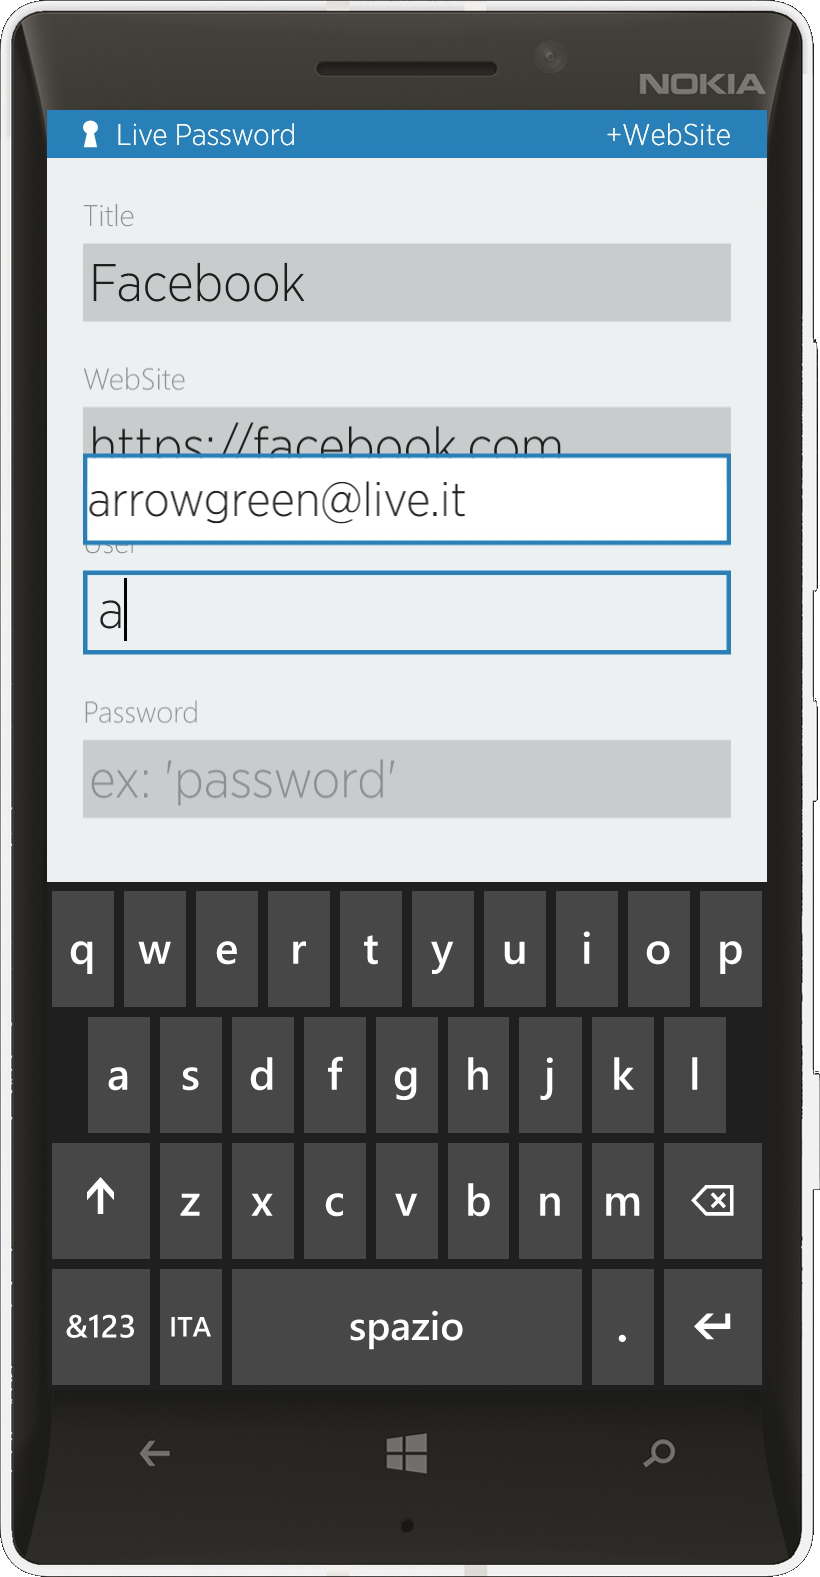 NOKIA
Live Password +WebSite
Title
Facebook
WebSite
https://facebook.com
arrowgreen@live.it
User
a
Password
ex: 'password'
q w e r t y u i o p
a s d f g h j k l
z x c v b n m
&123 ITA spazio .